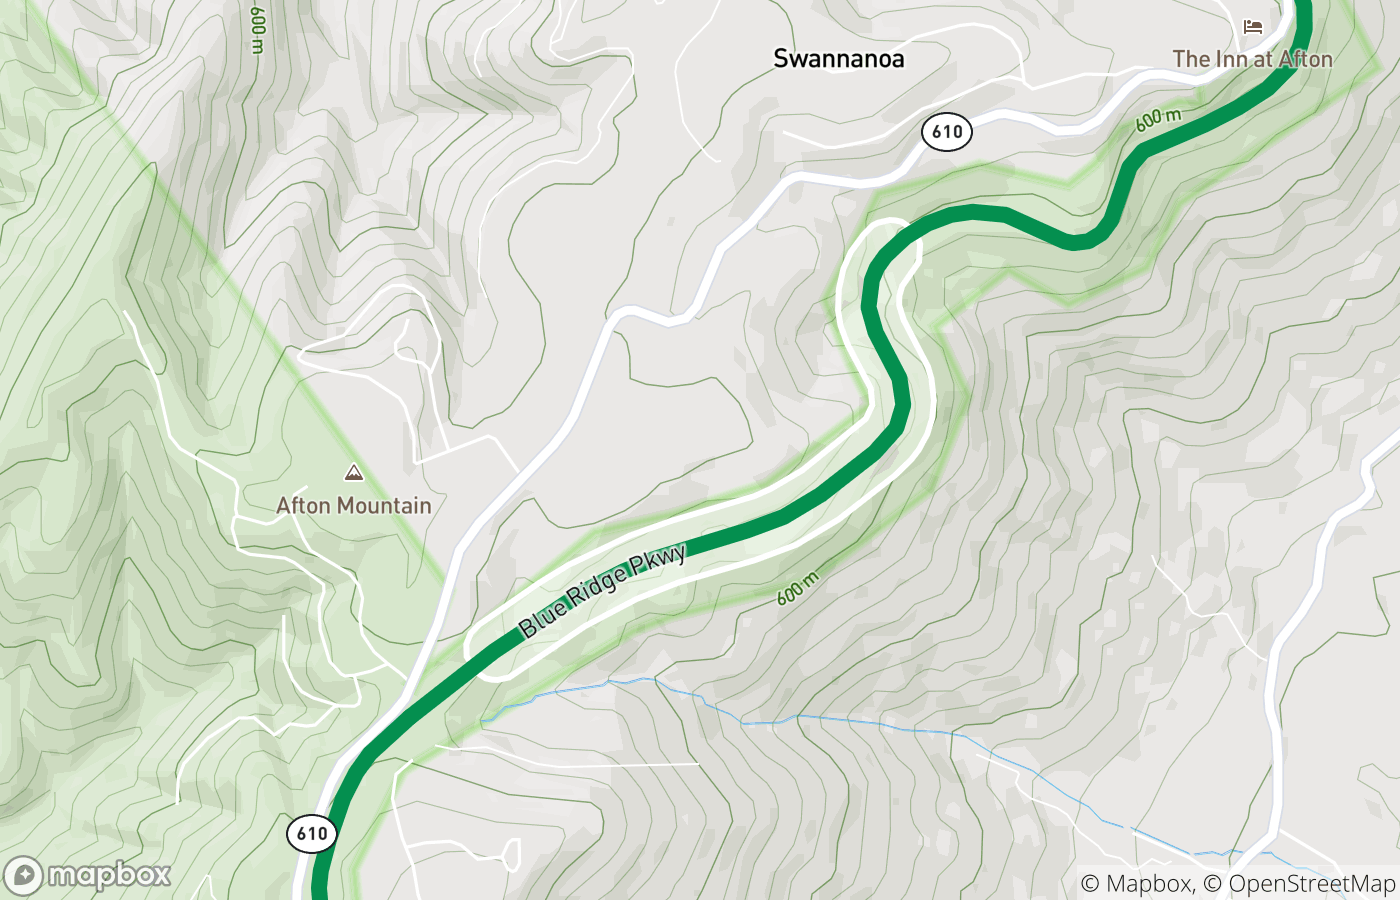 600 m
Swannanoa
The Inn at Afton
600 m
610
Afton Mountain
Blue Ridge Pkwy
600 m
610
mapbox
© Mapbox, © OpenStreetMap